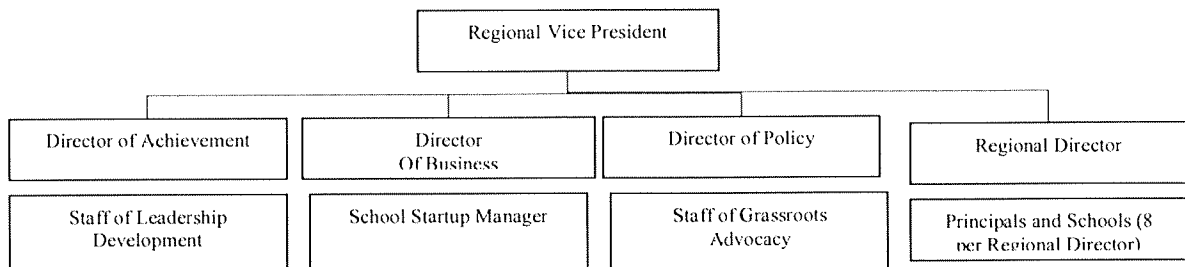 Regional Vice President
Director of Achievement
Director
Of Business
Director of Policy
Regional Director
Staff of Leadership
Development
School Startup Manager
Staff of Grassroots
Advocacy
Principals and Schools (8
per Regional Director)